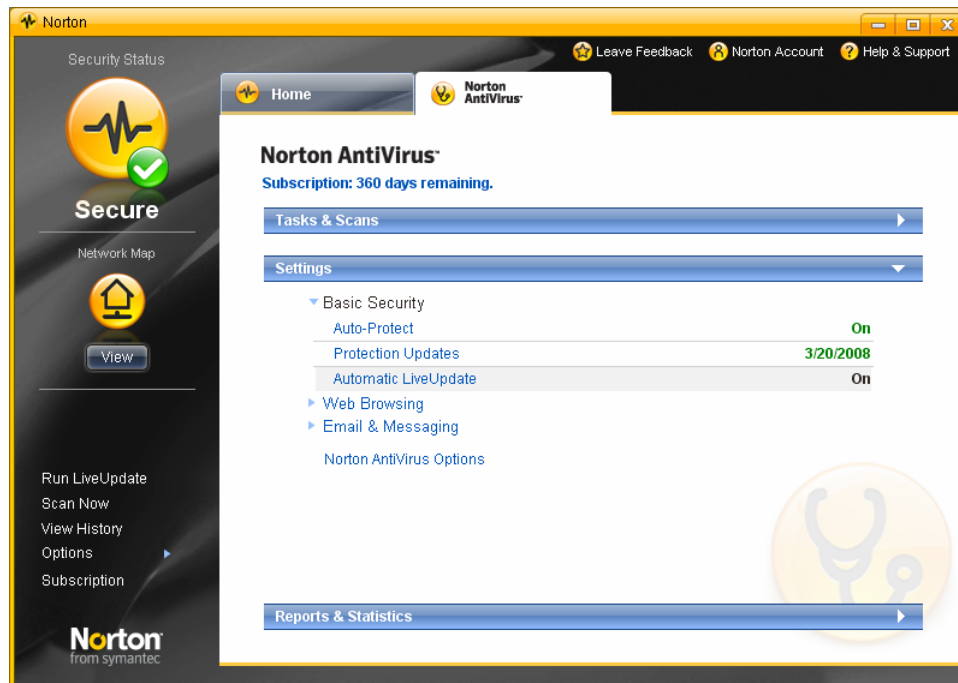 Norton
Security Status
Leave Feedback Norton Account ? Help & Support
Home
Norton
AntiVirus™
Secure
Network Map
View
Norton AntiVirus™
Subscription: 360 days remaining.
Tasks & Scans
Settings
Basic Security
Auto-Protect On
Protection Updates 3/20/2008
Automatic LiveUpdate On
Web Browsing
Email & Messaging
Norton AntiVirus Options
Reports & Statistics
Run LiveUpdate
Scan Now
View History
Options
Subscription
Norton
from symantec